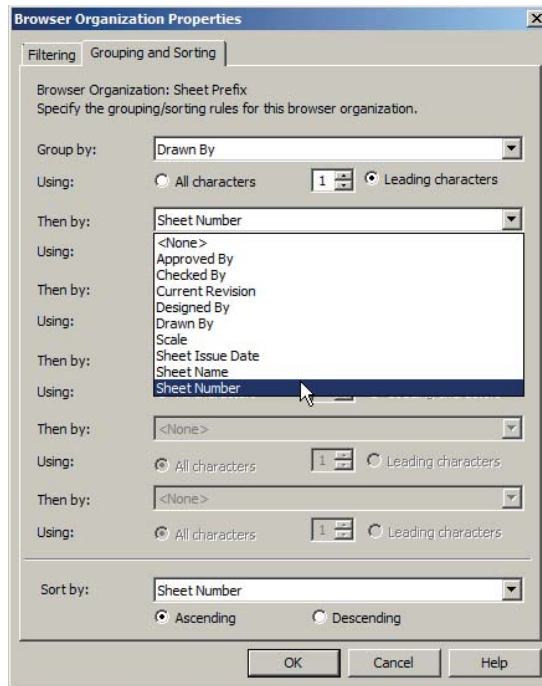 Browser Organization Properties
Filtering Grouping and Sorting
Browser Organization: Sheet Prefix
Specify the grouping/sorting rules for this browser organization.
Group by: Drawn By
Using: All characters 1 Leading characters
Then by: Sheet Number
Using:
<None>
Approved By
Checked By
Then by:
Current Revision
Designed By
Using:
Drawn By
Scale
Then by:
Sheet Issue Date
Sheet Name
Using:
Sheet Number
Then by: <None>
Using: All characters 1 Leading characters
Then by: <None>
Using: All characters 1 Leading characters
Sort by: Sheet Number
Ascending Descending
OK Cancel Help